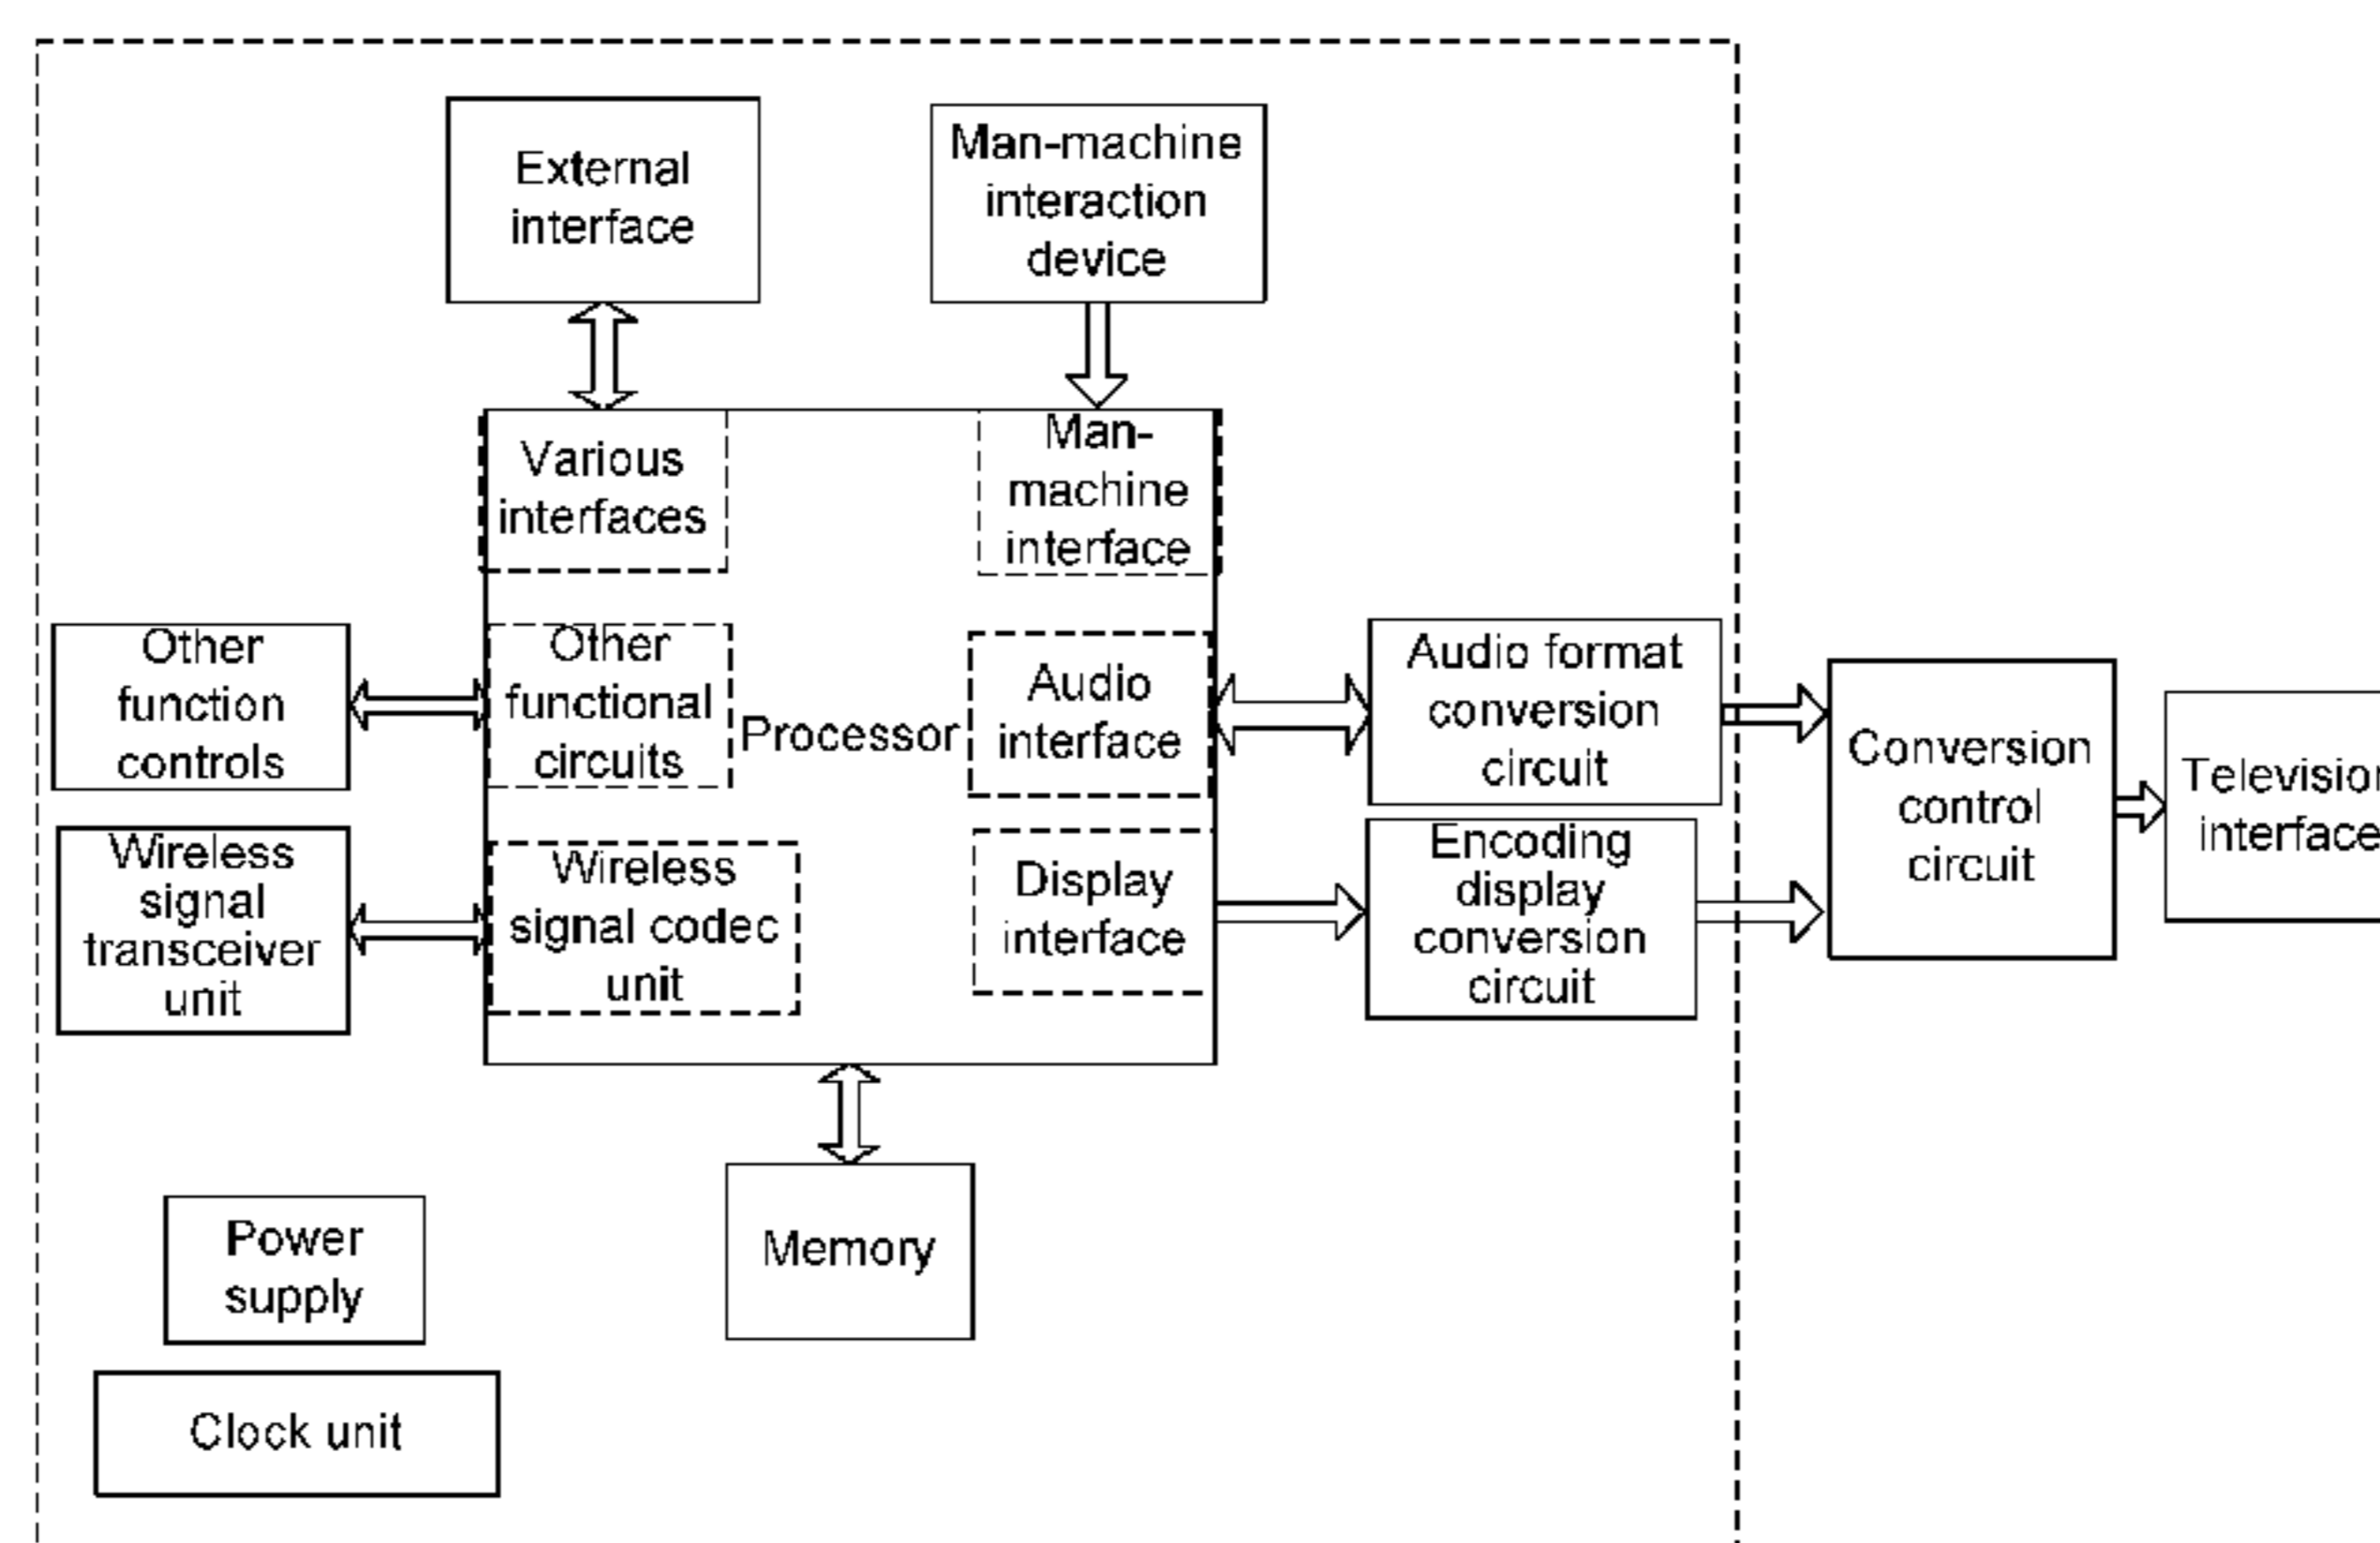 External
interface
Man-machine
interaction
device
Various
interfaces
Man-
machine
interface
Other
function
controls
Other
functional
circuits
Processor
Audio
interface
Audio format
conversion
circuit
Conversion
control
circuit
Television
interface
Wireless
signal
transceiver
unit
Wireless
signal codec
unit
Display
interface
Encoding
display
conversion
circuit
Power
supply
Memory
Clock unit